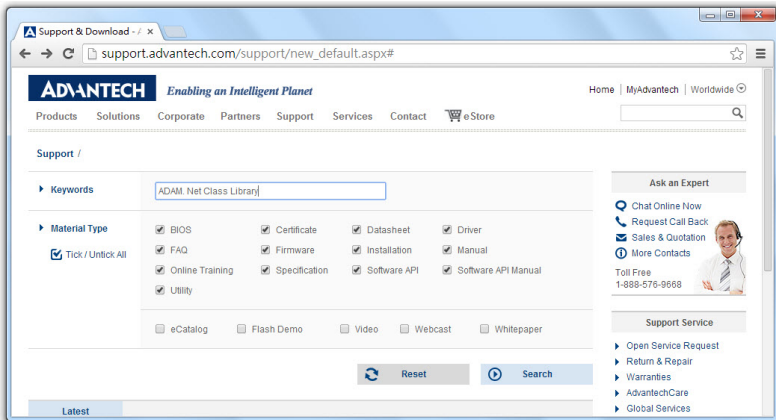 Support & Download - A
support.advantech.com/support/new_default.aspx#
ADVANTECH Enabling an Intelligent Planet
Home | MyAdvantech | Worldwide
Products Solutions Corporate Partners Support Services Contact eStore
Support /
Keywords ADAM. Net Class Library
Material Type
Tick / Untick All
BIOS Certificate Datasheet Driver
FAQ Firmware Installation Manual
Online Training Specification Software API Software API Manual
Utility
eCatalog Flash Demo Video Webcast Whitepaper
Reset Search
Latest
Ask an Expert
Chat Online Now
Request Call Back
Sales & Quotation
More Contacts
Toll Free
1-888-576-9668
Support Service
Open Service Request
Return & Repair
Warranties
AdvantechCare
Global Services